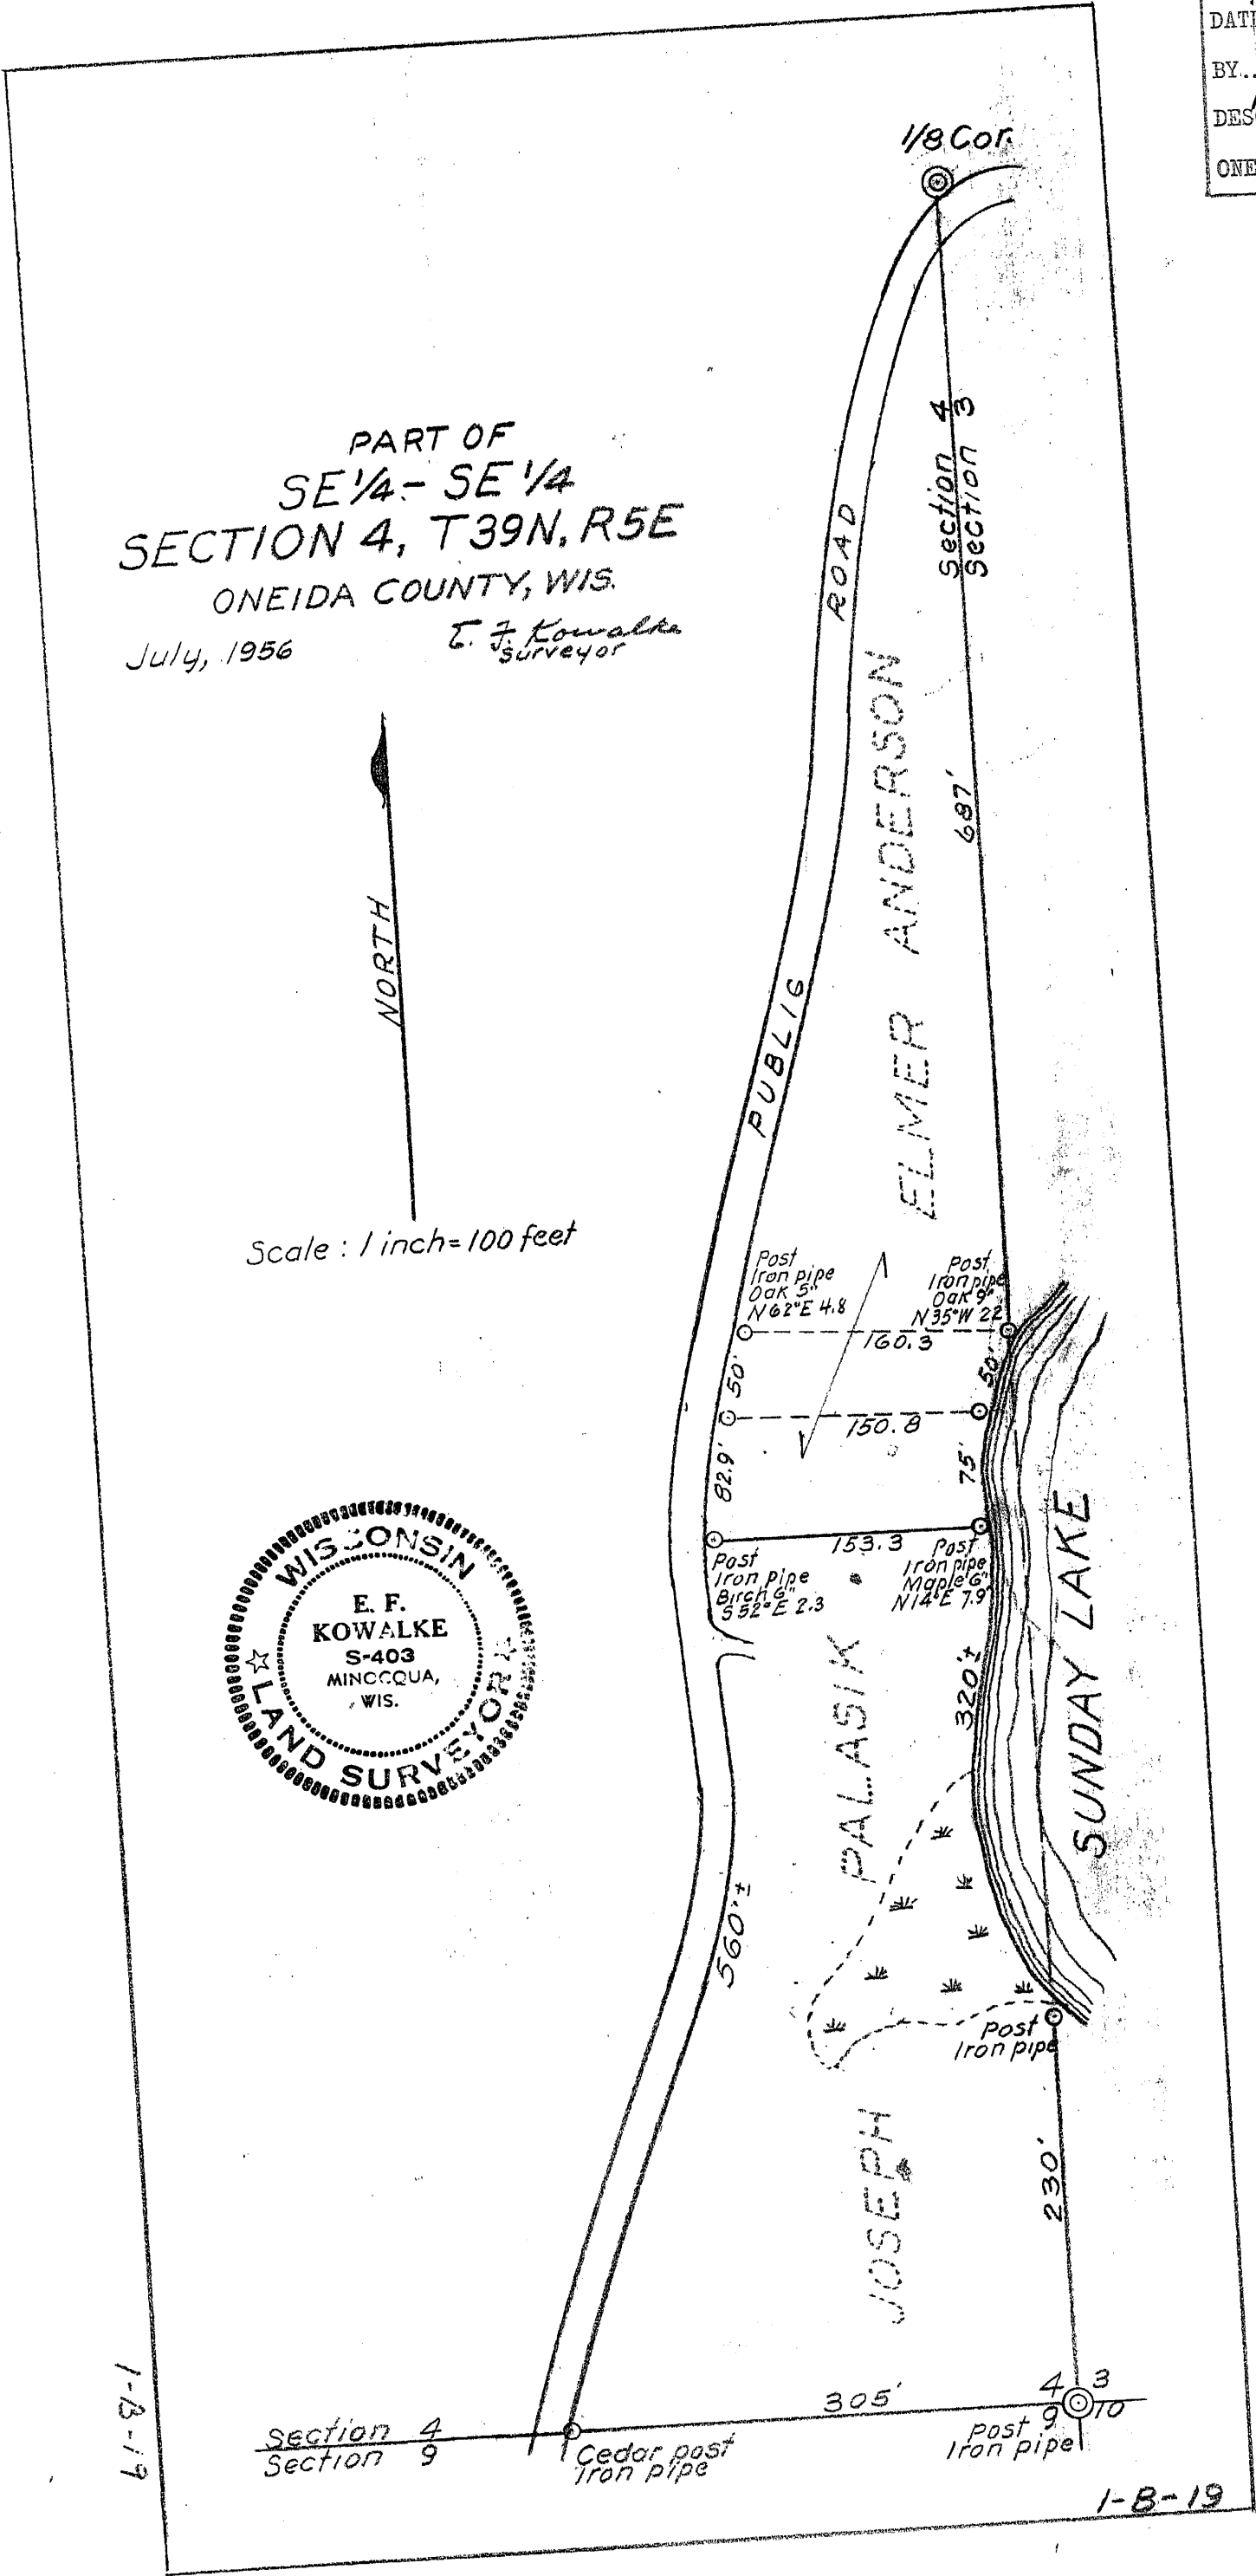 DAT
BY...
DES
ONE
1/8 Cor.
PART OF
SE 1/4 - SE 1/4
SECTION 4, T39N, R5E
ONEIDA COUNTY, WIS.
July, 1956
E. F. Kowalke
Surveyor
NORTH
Scale : 1 inch = 100 feet
Section 4
Section 3
PUBLIC ROAD
ELMER ANDERSON
687'
Post
Iron pipe
Oak 5"
N 62° E 4.8
Post
Iron pipe
Oak 9"
N 35° W 22
160.3
50'
50'
150.8
82.9'
75'
153.3
Post
Iron pipe
Birch 6"
S 52° E 2.3
Post
Iron pipe
Maple 6"
N 14° E 7.9
WISCONSIN
E. F.
KOWALKE
S-403
MINOCQUA,
WIS.
LAND SURVEYOR
SUNDAY LAKE
320'±
560'±
JOSEPH PALASIK
Post
Iron pipe
230'
305'
4 3
9 10
Section 4
Section 9
Cedar post
Iron pipe
Post
Iron pipe
1-B-19
1-B-19